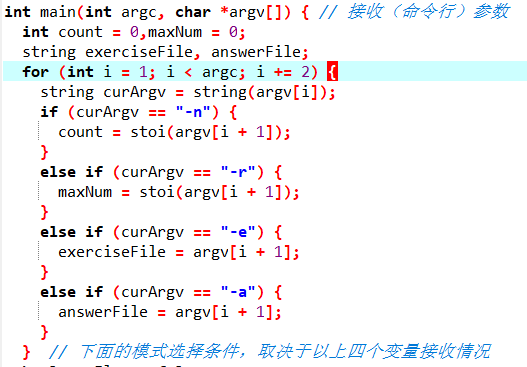 int main(int argc, char *argv[]) { // 接收（命令行）参数
int count = 0,maxNum = 0;
string exerciseFile, answerFile;
for (int i = 1; i < argc; i += 2) {
string curArgv = string(argv[i]);
if (curArgv == "-n") {
count = stoi(argv[i + 1]);
}
else if (curArgv == "-r") {
maxNum = stoi(argv[i + 1]);
}
else if (curArgv == "-e") {
exerciseFile = argv[i + 1];
}
else if (curArgv == "-a") {
answerFile = argv[i + 1];
}
} // 下面的模式选择条件，取决于以上四个变量接收情况